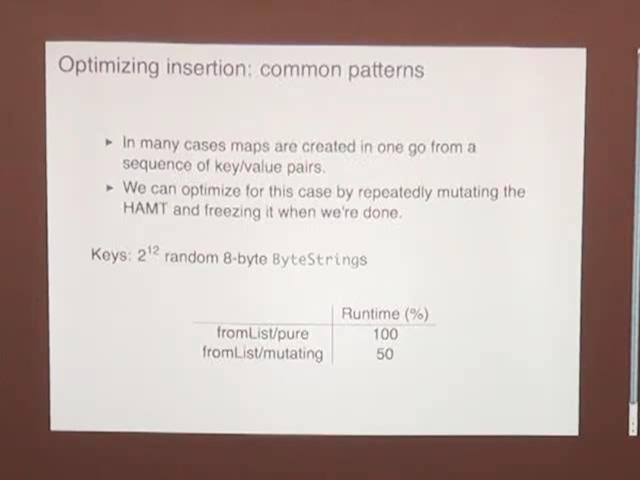 Optimizing insertion: common patterns
► In many cases maps are created in one go from a
sequence of key/value pairs.
► We can optimize for this case by repeatedly mutating the
HAMT and freezing it when we're done.
Keys: 2¹² random 8-byte ByteStrings
Runtime (%)
fromList/pure 100
fromList/mutating 50